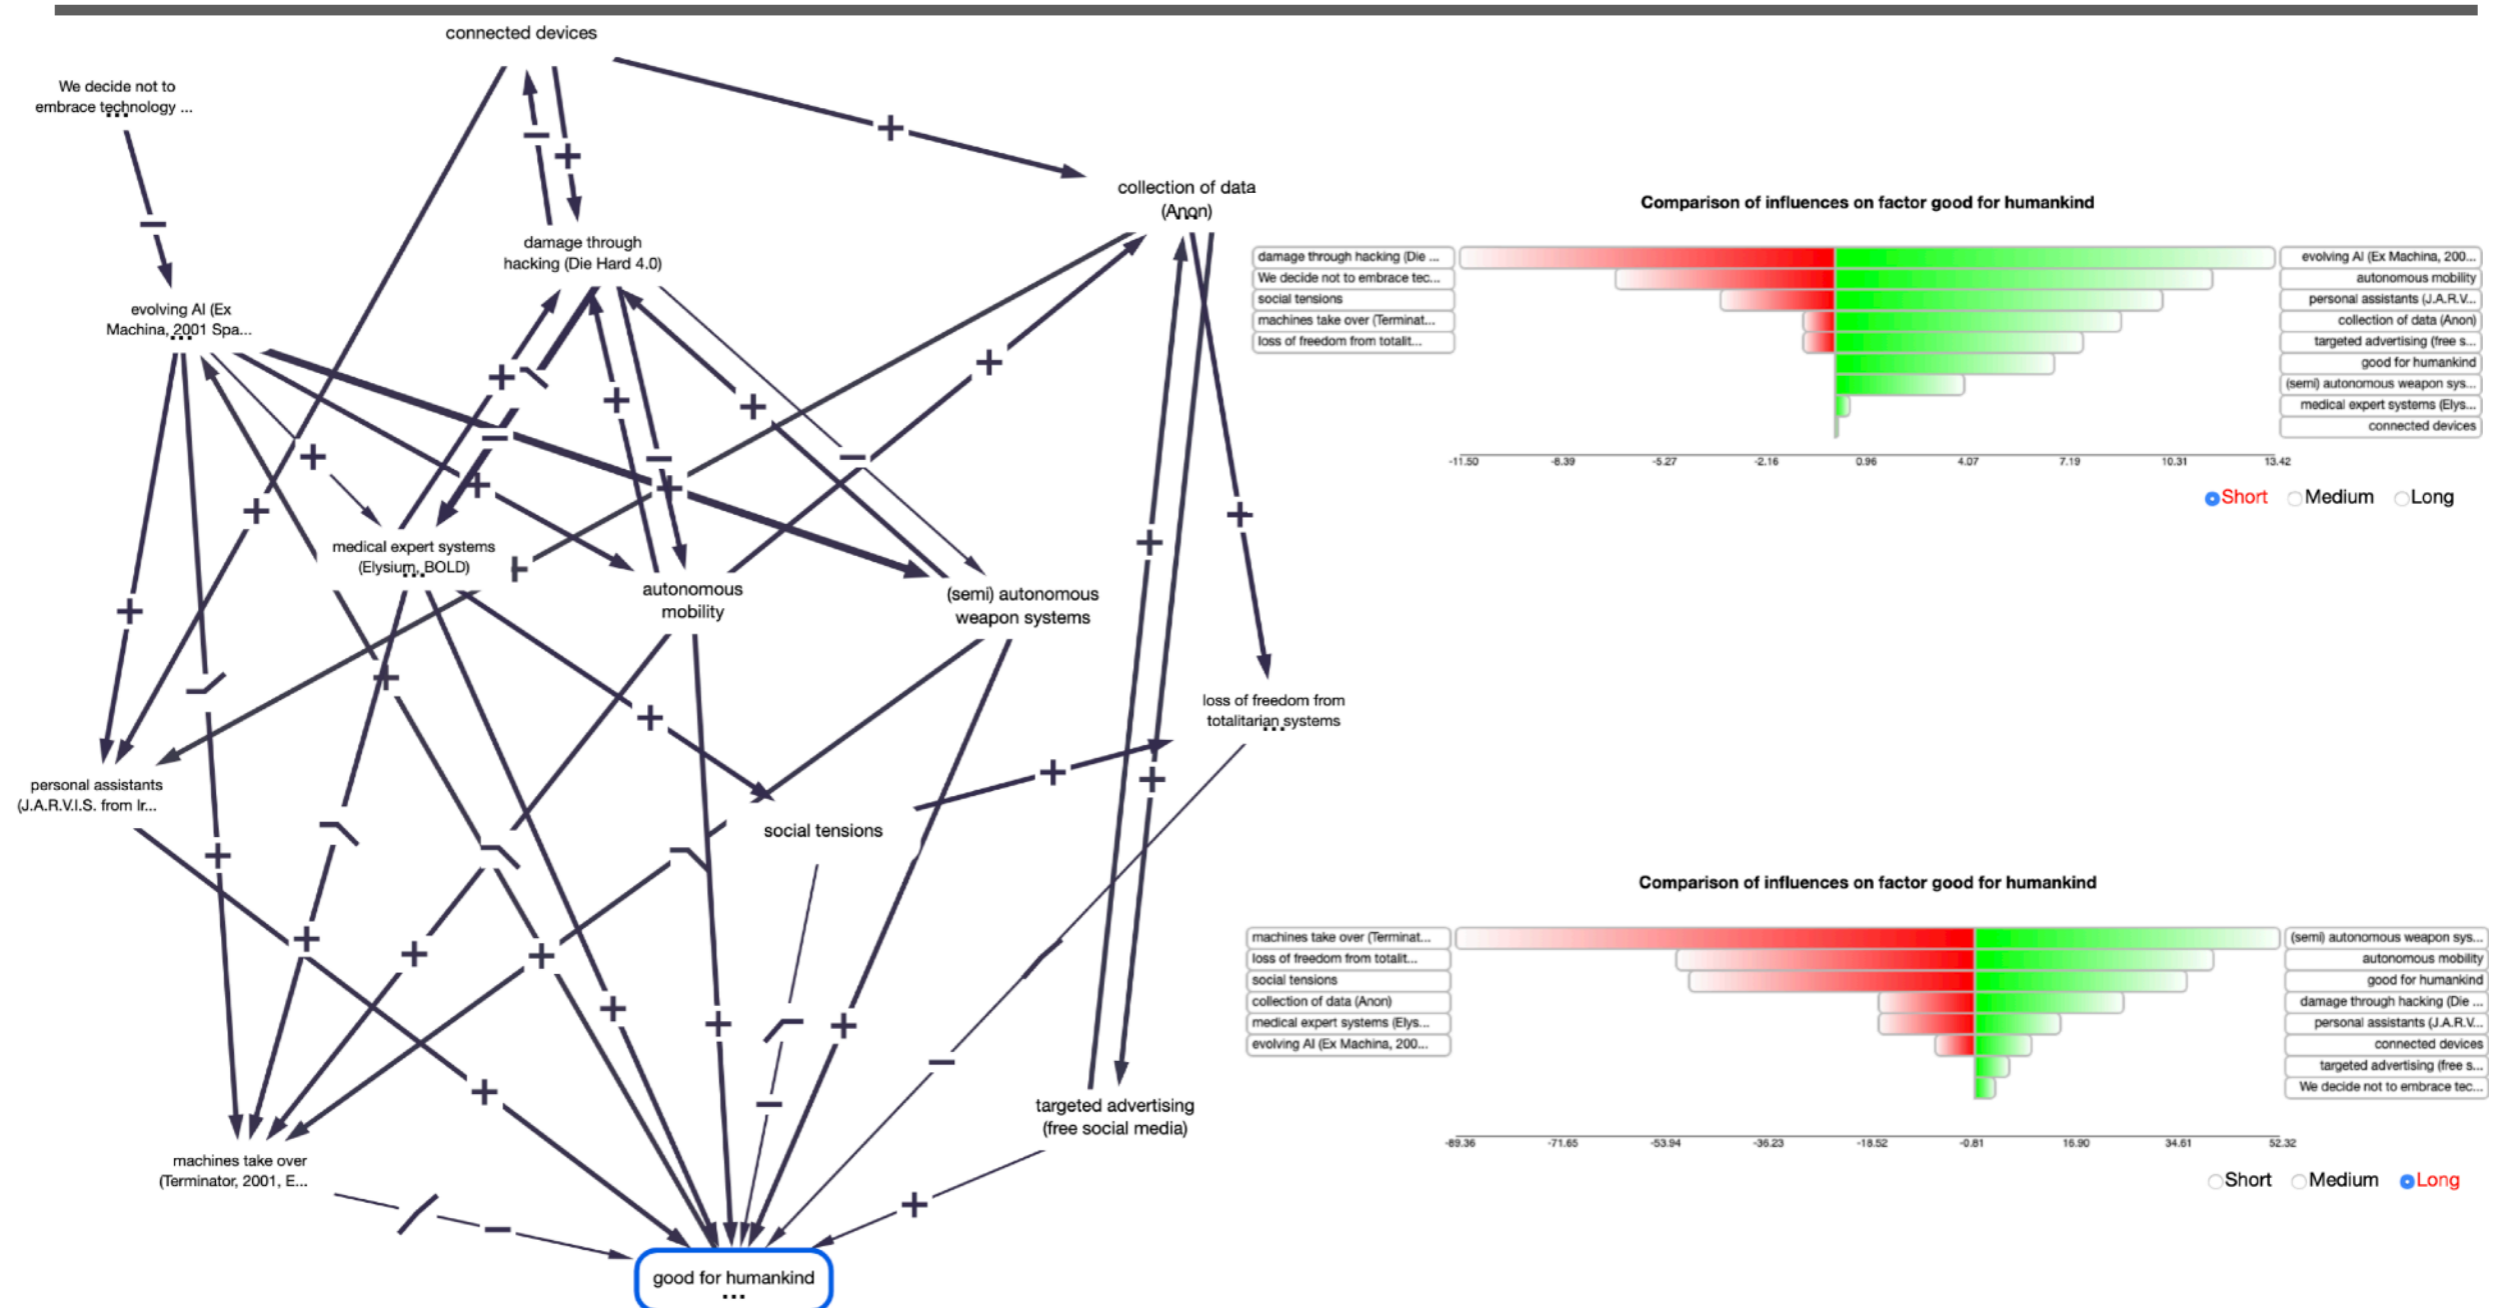 connected devices
We decide not to
embrace technology ...
collection of data
(Anon)
damage through
hacking (Die Hard 4.0)
evolving AI (Ex
Machina, 2001 Spa...
medical expert systems
(Elysium, BOLD)
autonomous
mobility
(semi) autonomous
weapon systems
loss of freedom from
totalitarian systems
personal assistants
(J.A.R.V.I.S. from Ir...
social tensions
targeted advertising
(free social media)
machines take over
(Terminator, 2001, E...
good for humankind
...
Comparison of influences on factor good for humankind
damage through hacking (Die ...
We decide not to embrace tec...
social tensions
machines take over (Terminat...
loss of freedom from totalit...
evolving AI (Ex Machina, 200...
autonomous mobility
personal assistants (J.A.R.V...
collection of data (Anon)
targeted advertising (free s...
good for humankind
(semi) autonomous weapon sys...
medical expert systems (Elys...
connected devices
-11.50 -8.39 -5.27 -2.16 0.96 4.07 7.19 10.31 13.42
Short Medium Long
Comparison of influences on factor good for humankind
machines take over (Terminat...
loss of freedom from totalit...
social tensions
collection of data (Anon)
medical expert systems (Elys...
evolving AI (Ex Machina, 200...
(semi) autonomous weapon sys...
autonomous mobility
good for humankind
damage through hacking (Die ...
personal assistants (J.A.R.V...
connected devices
targeted advertising (free s...
We decide not to embrace tec...
-89.36 -71.65 -53.94 -36.23 -18.52 -0.81 16.90 34.61 52.32
Short Medium Long